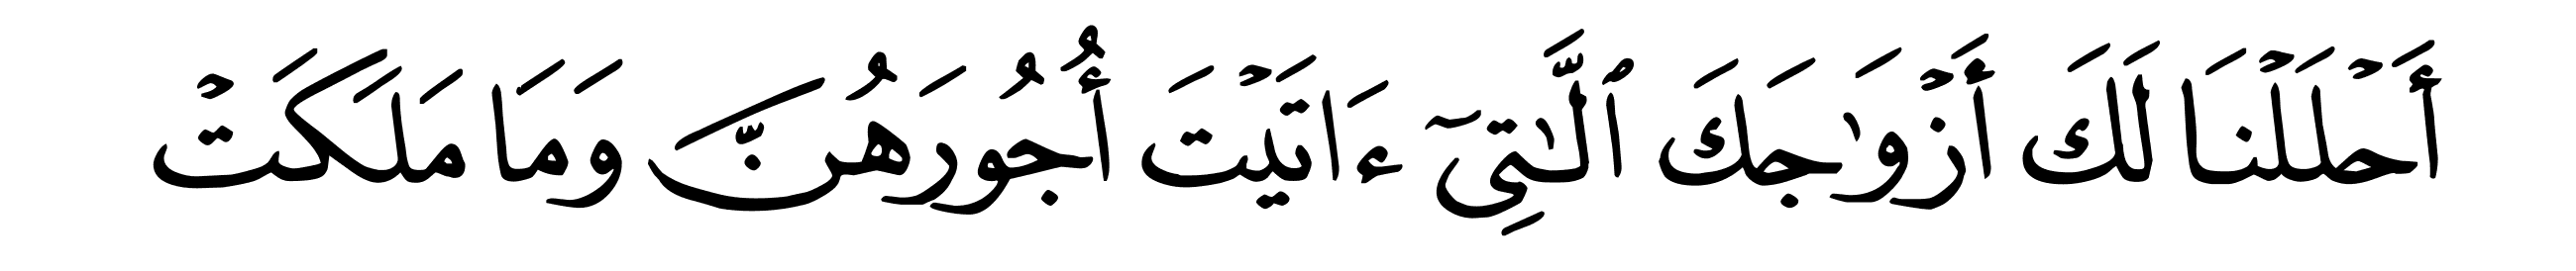 أَحْلَلْنَا لَكَ أَزْوَٰجَكَ ٱلَّـٰتِىٓ ءَاتَيْتَ أُجُورَهُنَّ وَمَا مَلَكَتْ